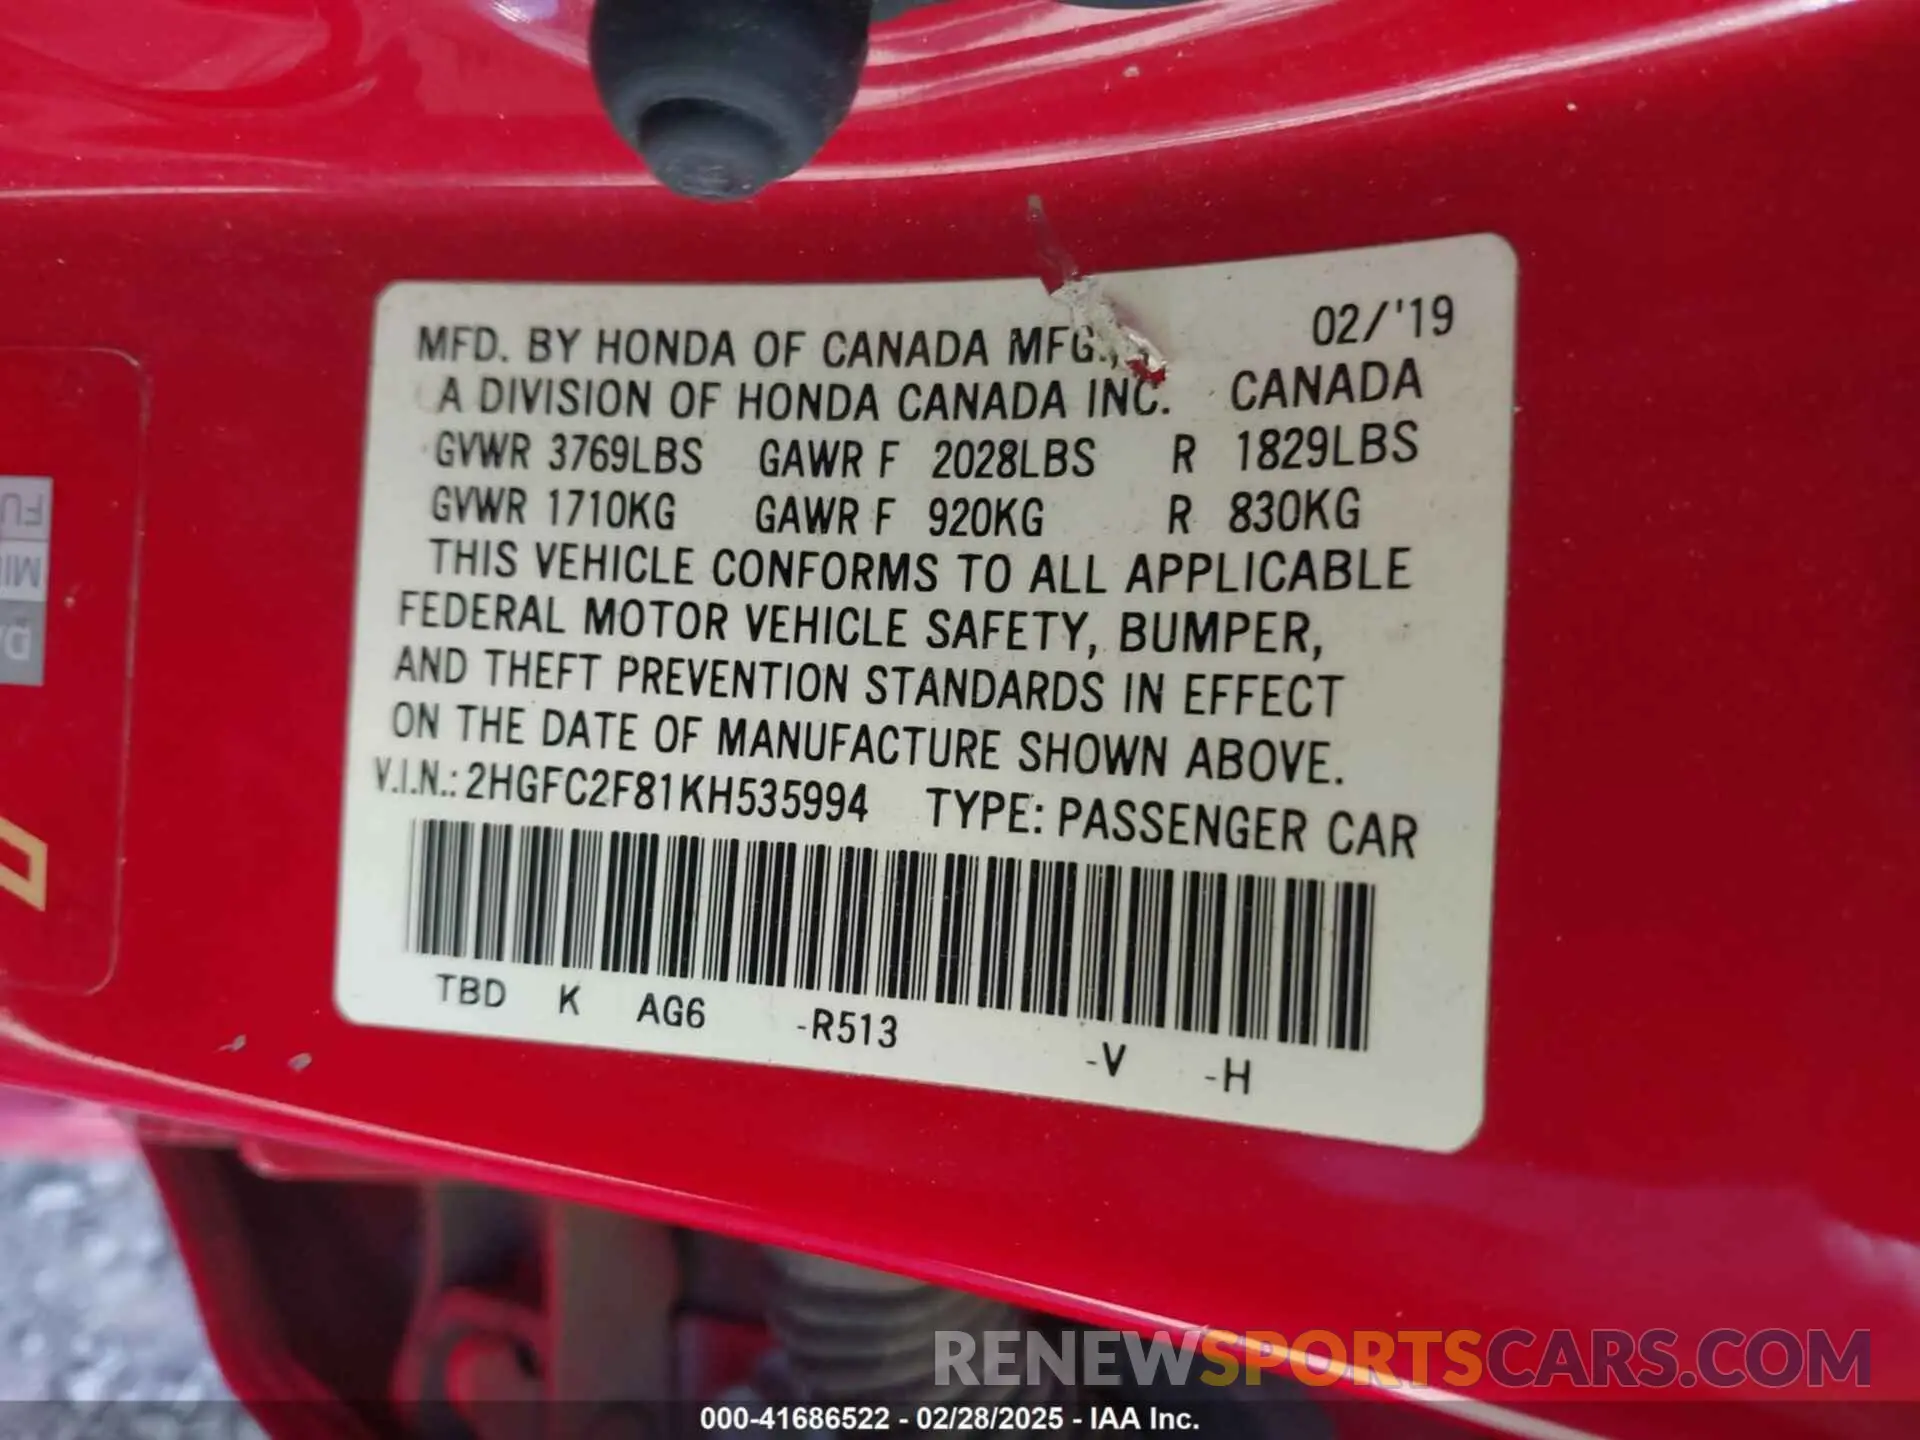 02/'19
MFD. BY HONDA OF CANADA MFG.,
A DIVISION OF HONDA CANADA INC. CANADA
GVWR 3769LBS GAWR F 2028LBS R 1829LBS
GVWR 1710KG GAWR F 920KG R 830KG
THIS VEHICLE CONFORMS TO ALL APPLICABLE
FEDERAL MOTOR VEHICLE SAFETY, BUMPER,
AND THEFT PREVENTION STANDARDS IN EFFECT
ON THE DATE OF MANUFACTURE SHOWN ABOVE.
V.I.N.: 2HGFC2F81KH535994 TYPE: PASSENGER CAR
TBD K AG6 -R513 -V -H
RENEWSPORTSCARS.COM
000-41686522 - 02/28/2025 - IAA Inc.